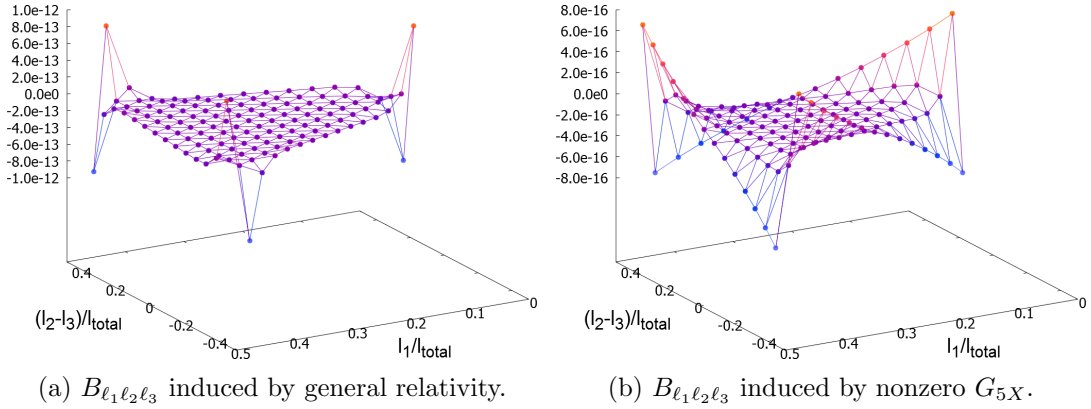 1.0e-12
8.0e-13
6.0e-13
4.0e-13
2.0e-13
0.0e0
-2.0e-13
-4.0e-13
-6.0e-13
-8.0e-13
-1.0e-12
0.4
0.2
0
-0.2
-0.4
(l2-l3)/ltotal
0.5
0.4
0.3
0.2
0.1
0
l1/ltotal
(a) Bℓ1ℓ2ℓ3 induced by general relativity.
8.0e-16
6.0e-16
4.0e-16
2.0e-16
0.0e0
-2.0e-16
-4.0e-16
-6.0e-16
-8.0e-16
0.4
0.2
0
-0.2
-0.4
(l2-l3)/ltotal
0.5
0.4
0.3
0.2
0.1
0
l1/ltotal
(b) Bℓ1ℓ2ℓ3 induced by nonzero G5X.